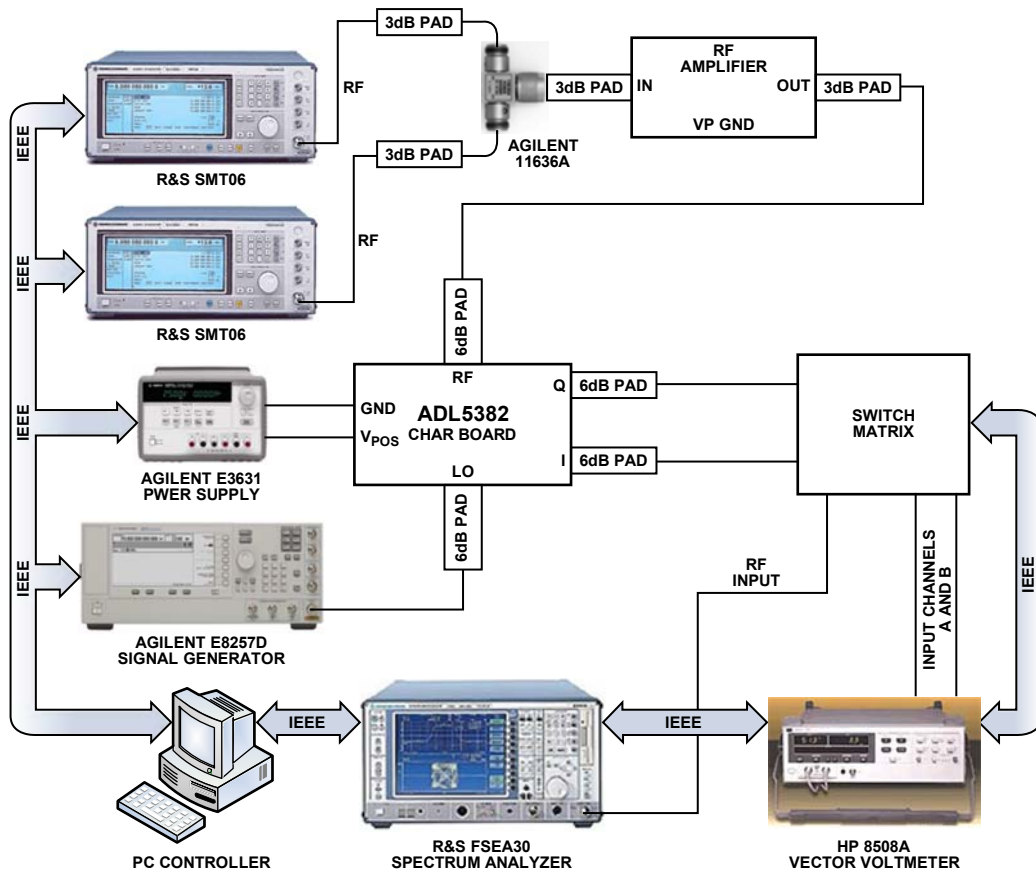 3dB PAD
RF
3dB PAD
AGILENT
11636A
3dB PAD
IN
RF
AMPLIFIER
OUT
VP GND
3dB PAD
IEEE
R&S SMT06
RF
IEEE
R&S SMT06
6dB PAD
RF
GND
VPOS
ADL5382
CHAR BOARD
LO
Q
I
6dB PAD
6dB PAD
SWITCH
MATRIX
IEEE
AGILENT E3631
PWER SUPPLY
6dB PAD
RF
INPUT
INPUT CHANNELS
A AND B
IEEE
IEEE
AGILENT E8257D
SIGNAL GENERATOR
IEEE
IEEE
PC CONTROLLER
R&S FSEA30
SPECTRUM ANALYZER
HP 8508A
VECTOR VOLTMETER